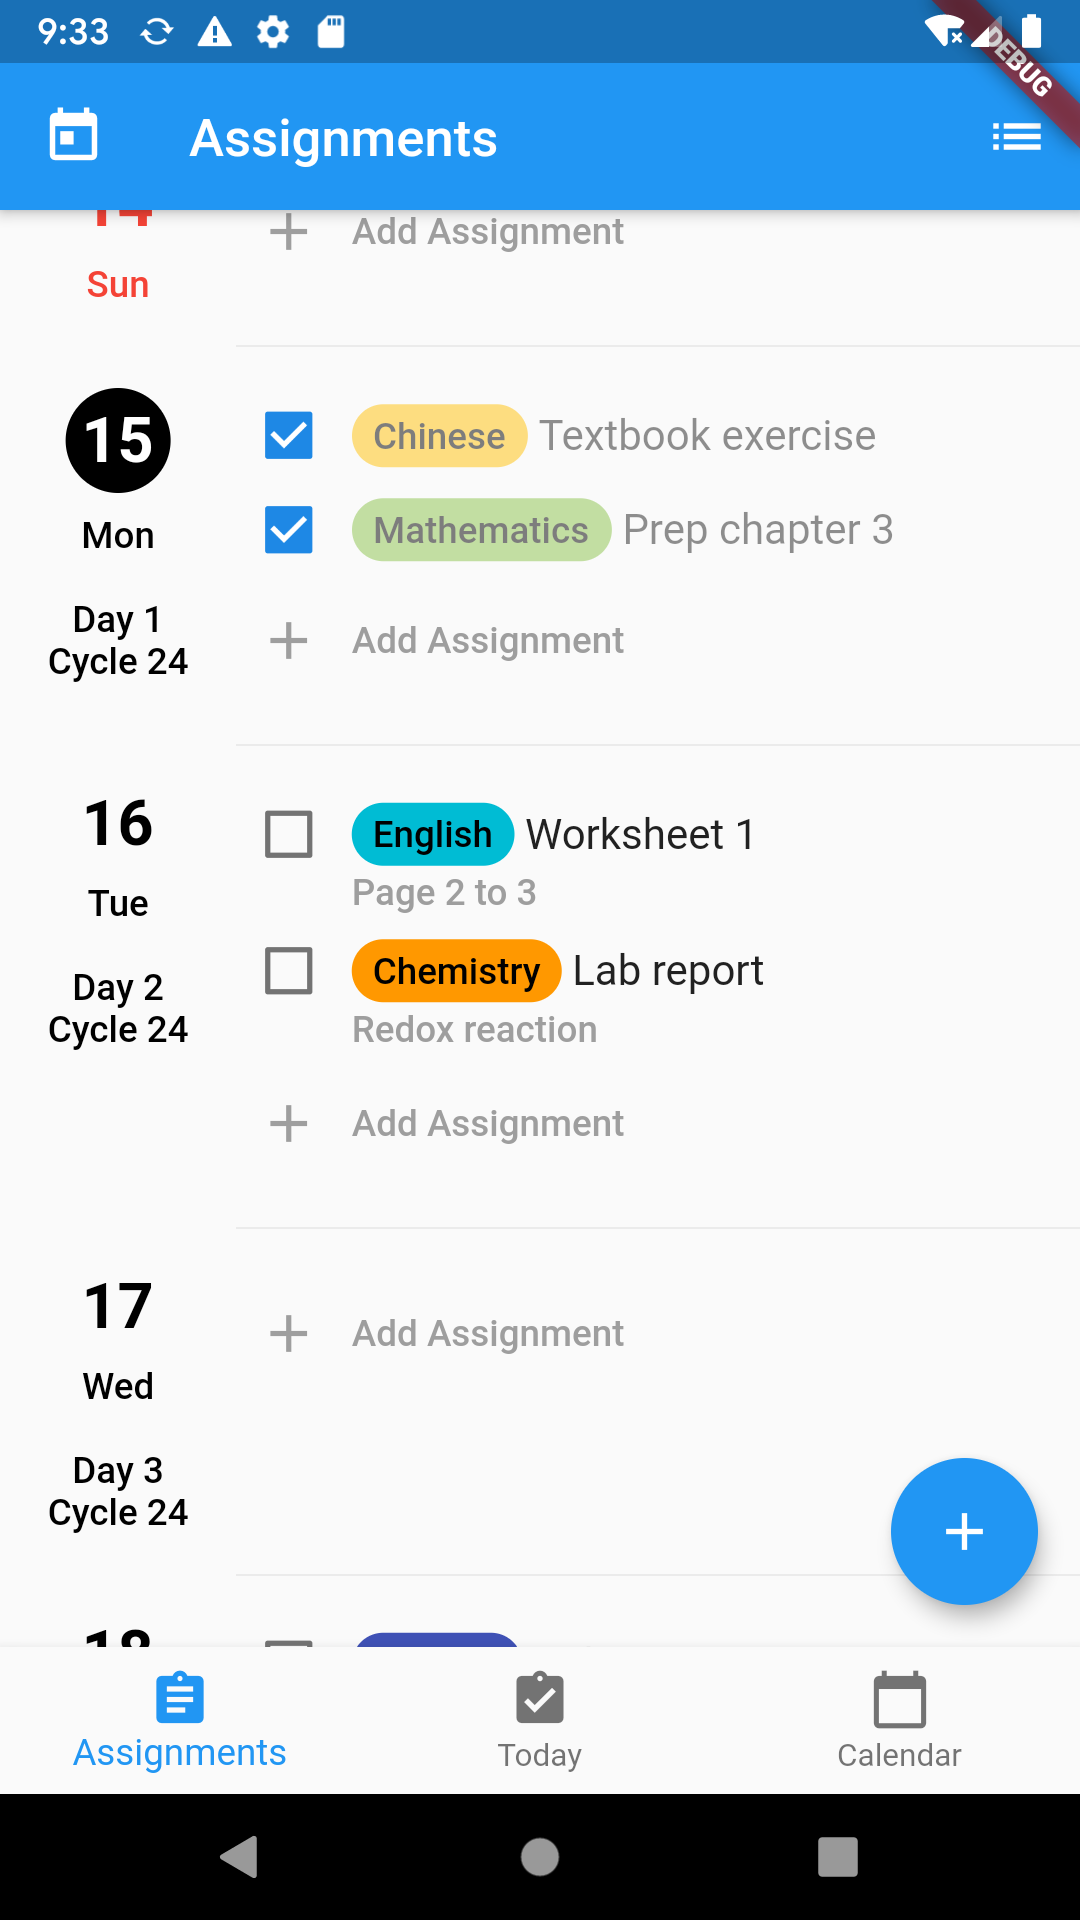 9:33
DEBUG
Assignments
14
Add Assignment
Sun
15
Chinese Textbook exercise
Mon
Mathematics Prep chapter 3
Day 1
Cycle 24
Add Assignment
16
English Worksheet 1
Page 2 to 3
Tue
Chemistry Lab report
Day 2
Cycle 24
Redox reaction
Add Assignment
17
Add Assignment
Wed
Day 3
Cycle 24
18
Assignments
Today
Calendar